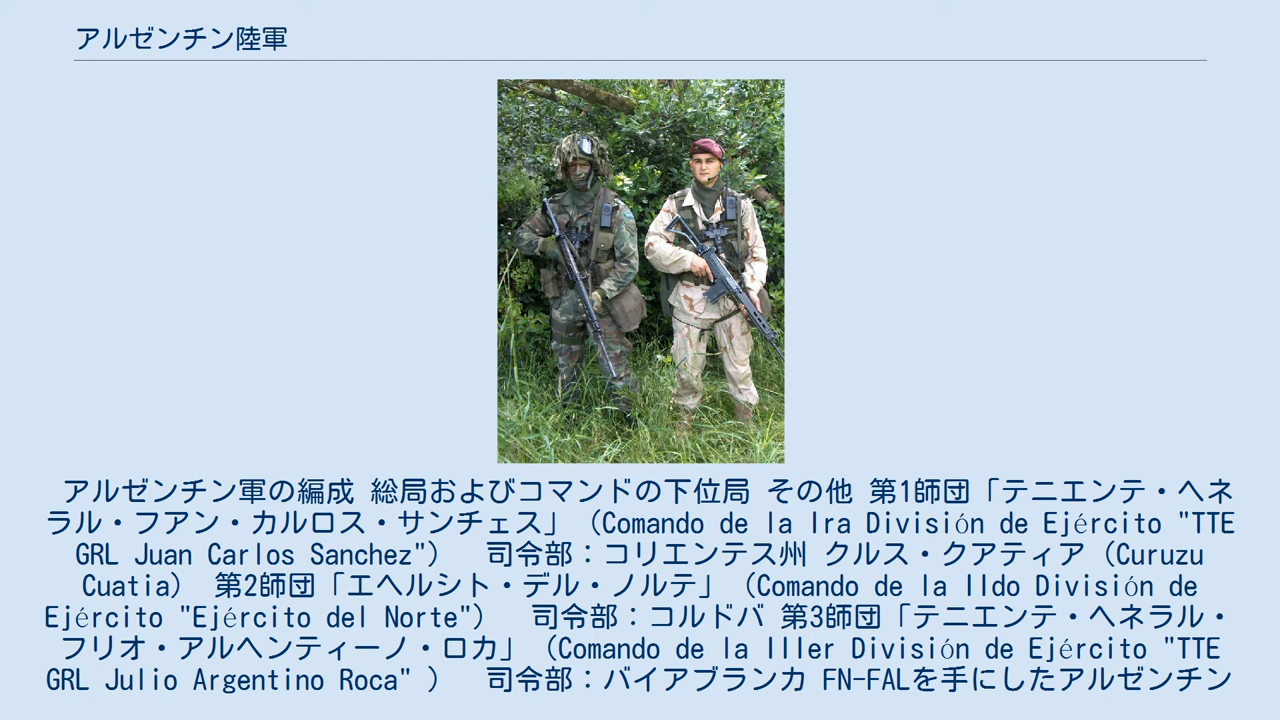 アルゼンチン陸軍
アルゼンチン軍の編成 総局およびコマンドの下位局 その他 第1師団「テニエンテ・ヘネ
ラル・フアン・カルロス・サンチェス」（Comando de la Ira División de Ejército "TTE
GRL Juan Carlos Sanchez"） 司令部：コリエンテス州 クルス・クアティア（Curuzu
Cuatia） 第2師団「エヘルシト・デル・ノルテ」（Comando de la IIdo División de
Ejército "Ejército del Norte"） 司令部：コルドバ 第3師団「テニエンテ・ヘネラル・
フリオ・アルヘンティーノ・ロカ」（Comando de la IIIer División de Ejército "TTE
GRL Julio Argentino Roca" ） 司令部：バイアブランカ FN-FALを手にしたアルゼンチン